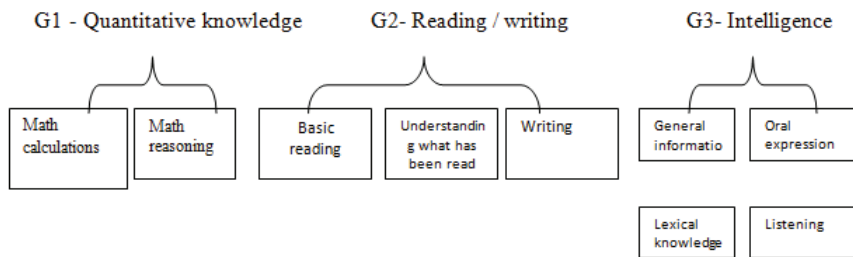 G1 - Quantitative knowledge
G2- Reading / writing
G3- Intelligence
Math
calculations
Math
reasoning
Basic
reading
Understandin
g what has
been read
Writing
General
informatio
Oral
expression
Lexical
knowledge
Listening